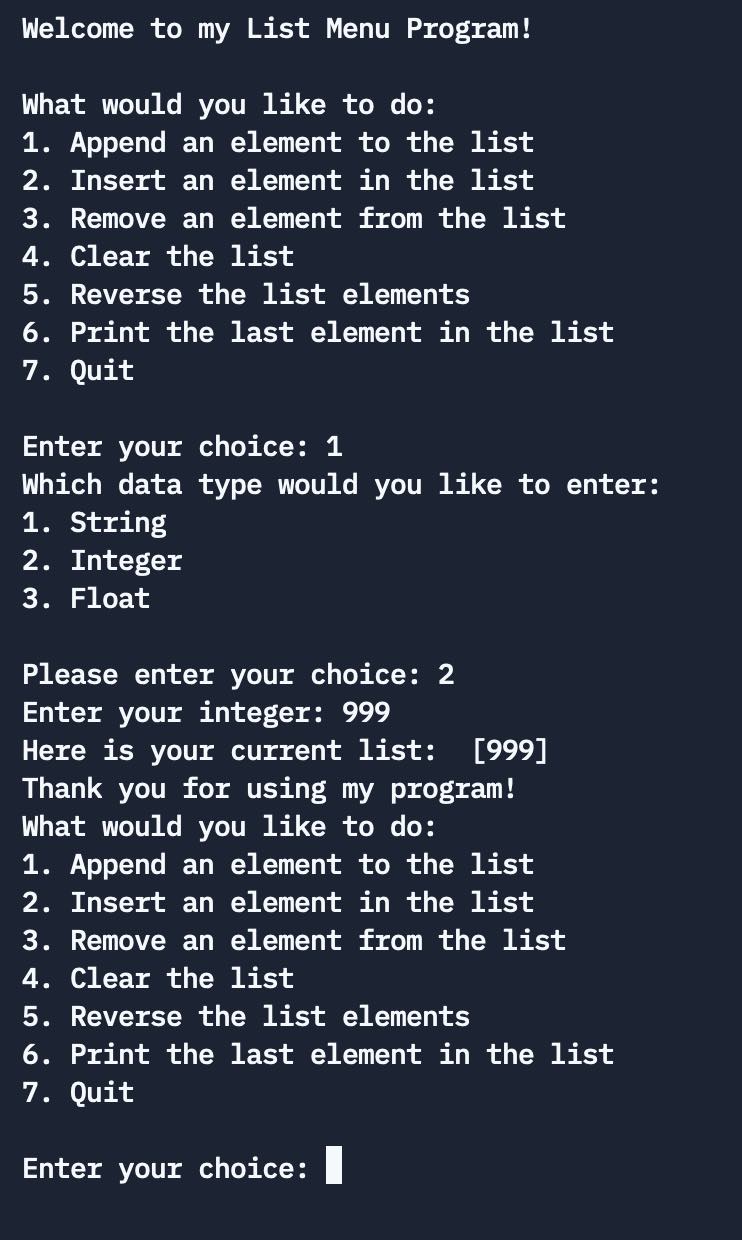 Welcome to my List Menu Program!
What would you like to do:
1. Append an element to the list
2. Insert an element in the list
3. Remove an element from the list
4. Clear the list
5. Reverse the list elements
6. Print the last element in the list
7. Quit
Enter your choice: 1
Which data type would you like to enter:
1. String
2. Integer
3. Float
Please enter your choice: 2
Enter your integer: 999
Here is your current list:  [999]
Thank you for using my program!
What would you like to do:
1. Append an element to the list
2. Insert an element in the list
3. Remove an element from the list
4. Clear the list
5. Reverse the list elements
6. Print the last element in the list
7. Quit
Enter your choice: